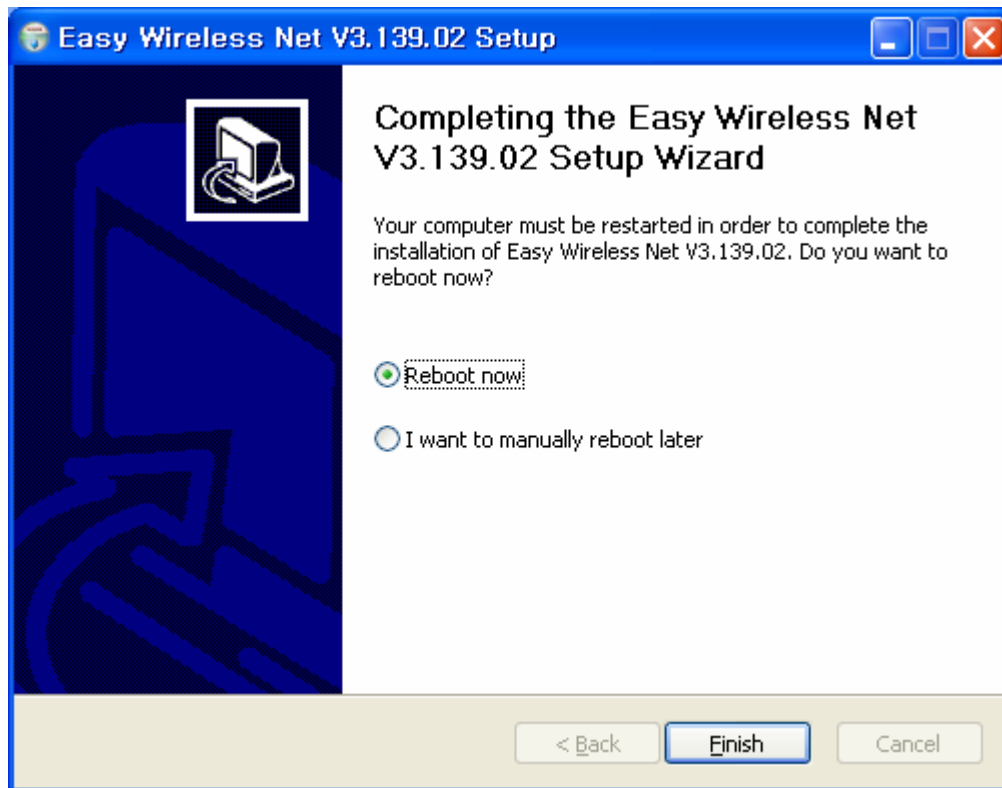 Easy Wireless Net V3.139.02 Setup
Completing the Easy Wireless Net
V3.139.02 Setup Wizard
Your computer must be restarted in order to complete the
installation of Easy Wireless Net V3.139.02. Do you want to
reboot now?
Reboot now
I want to manually reboot later
< Back
Finish
Cancel